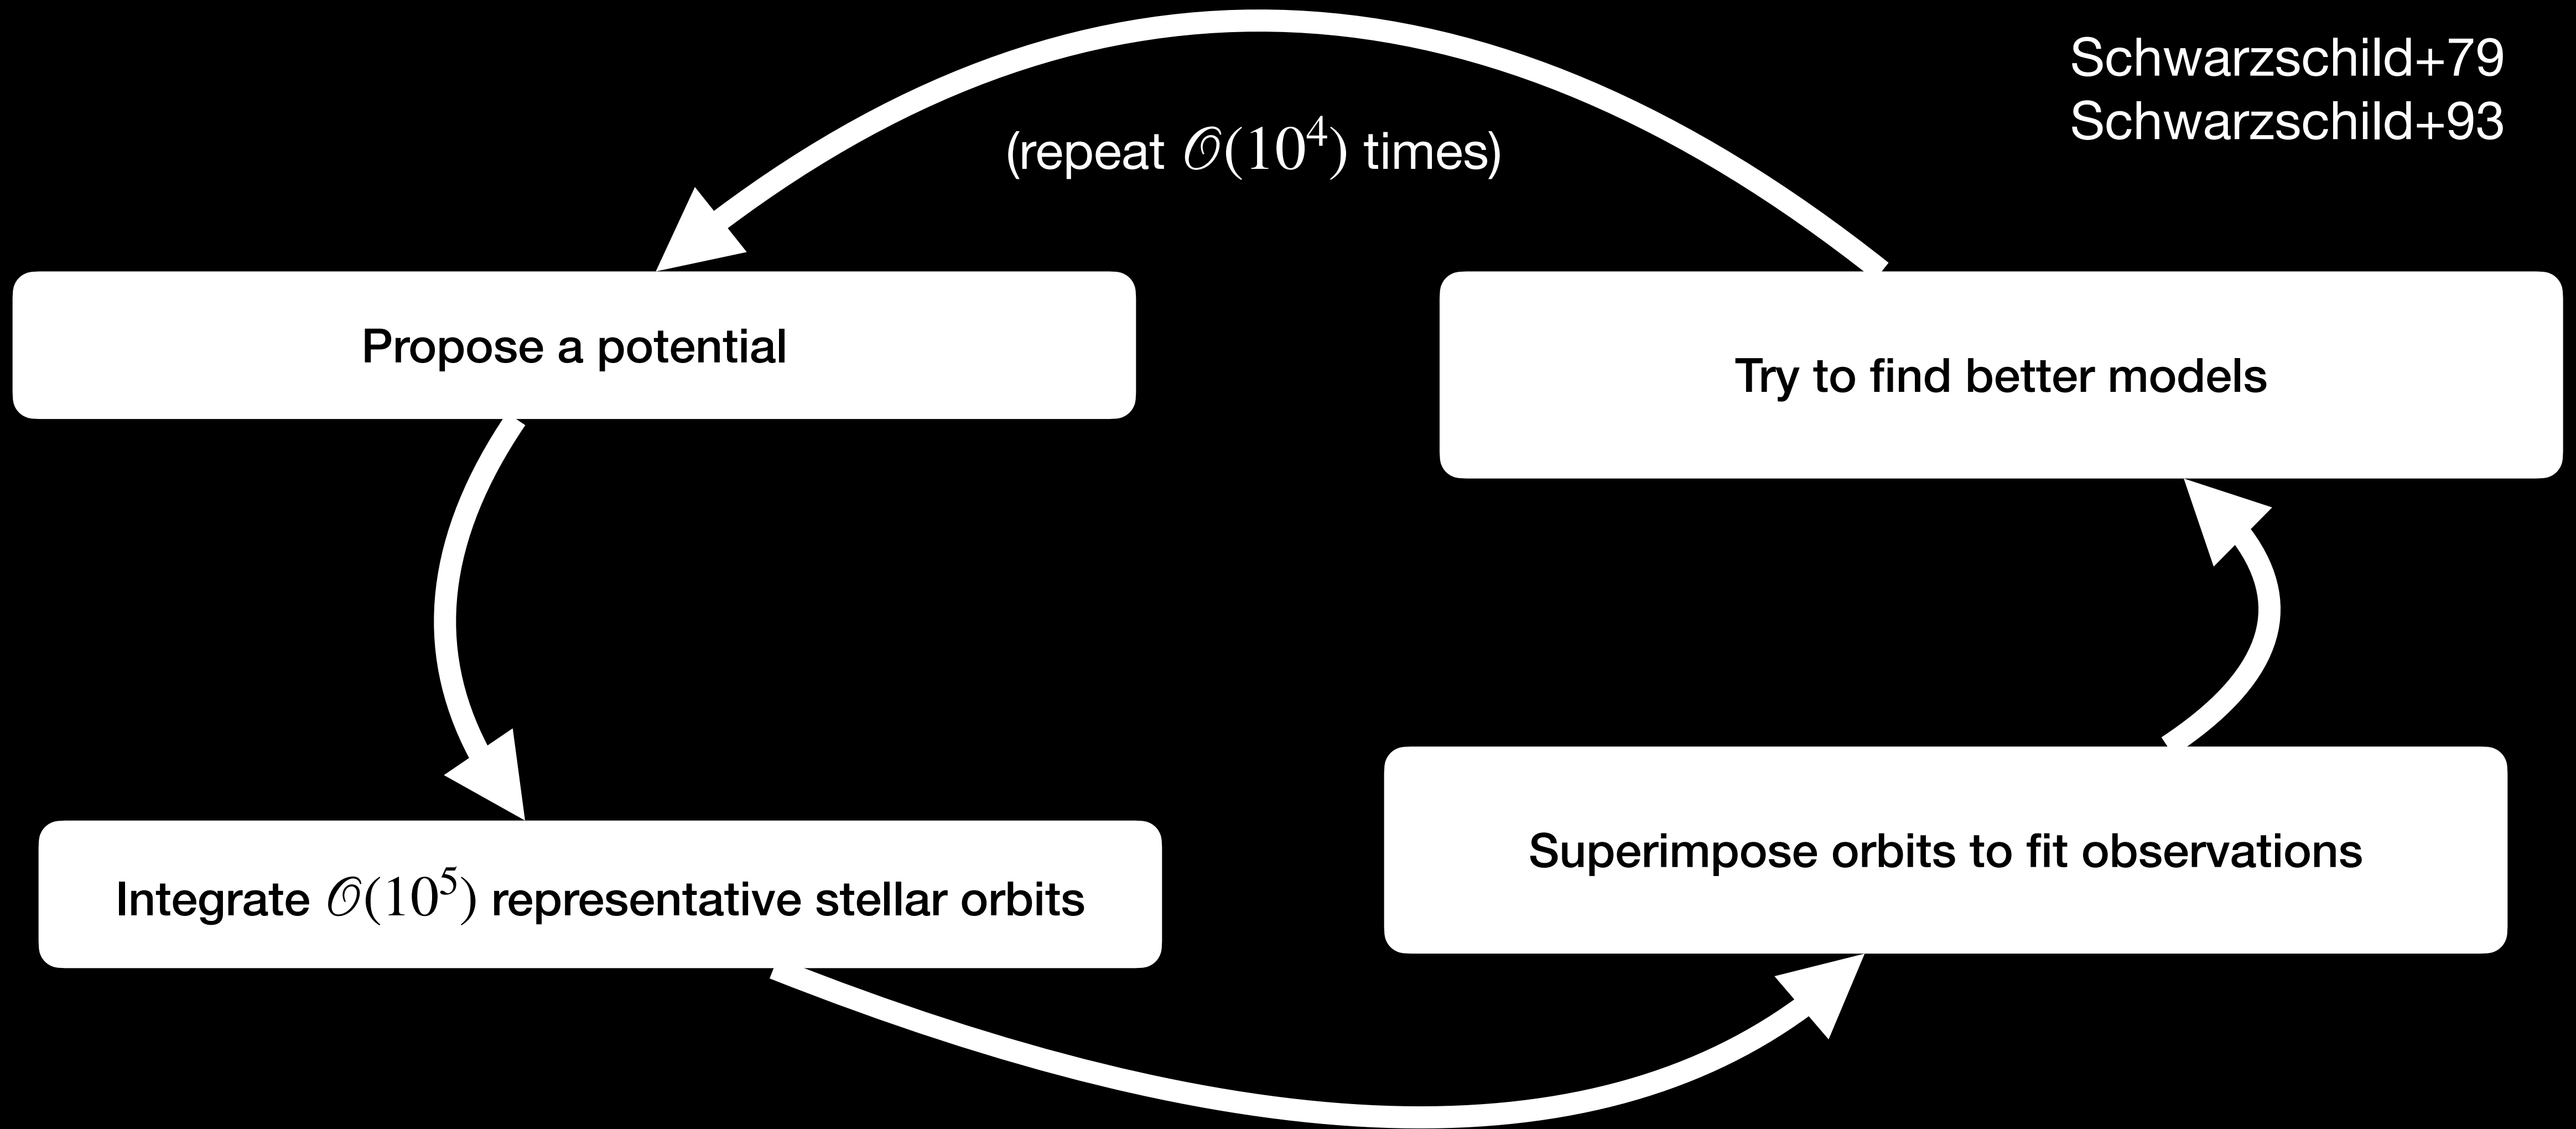 Schwarzschild+79
Schwarzschild+93
(repeat 𝒪(10⁴) times)
Propose a potential
Try to find better models
Integrate 𝒪(10⁵) representative stellar orbits
Superimpose orbits to fit observations